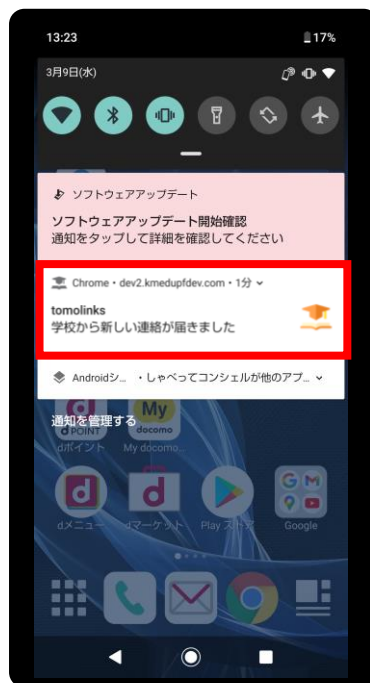 13:23
17%
3月9日(水)
ソフトウェアアップデート
ソフトウェアアップデート開始確認
通知をタップして詳細を確認してください
Chrome・dev2.kmedupfdev.com・1分
tomolinks
学校から新しい連絡が届きました
Androidシ... ・しゃべってコンシェルが他のアプ...
通知を管理する
d POINT
My
docomo
dポイント
My docomo...
dメニュー
dマーケット
Play ストア
Google